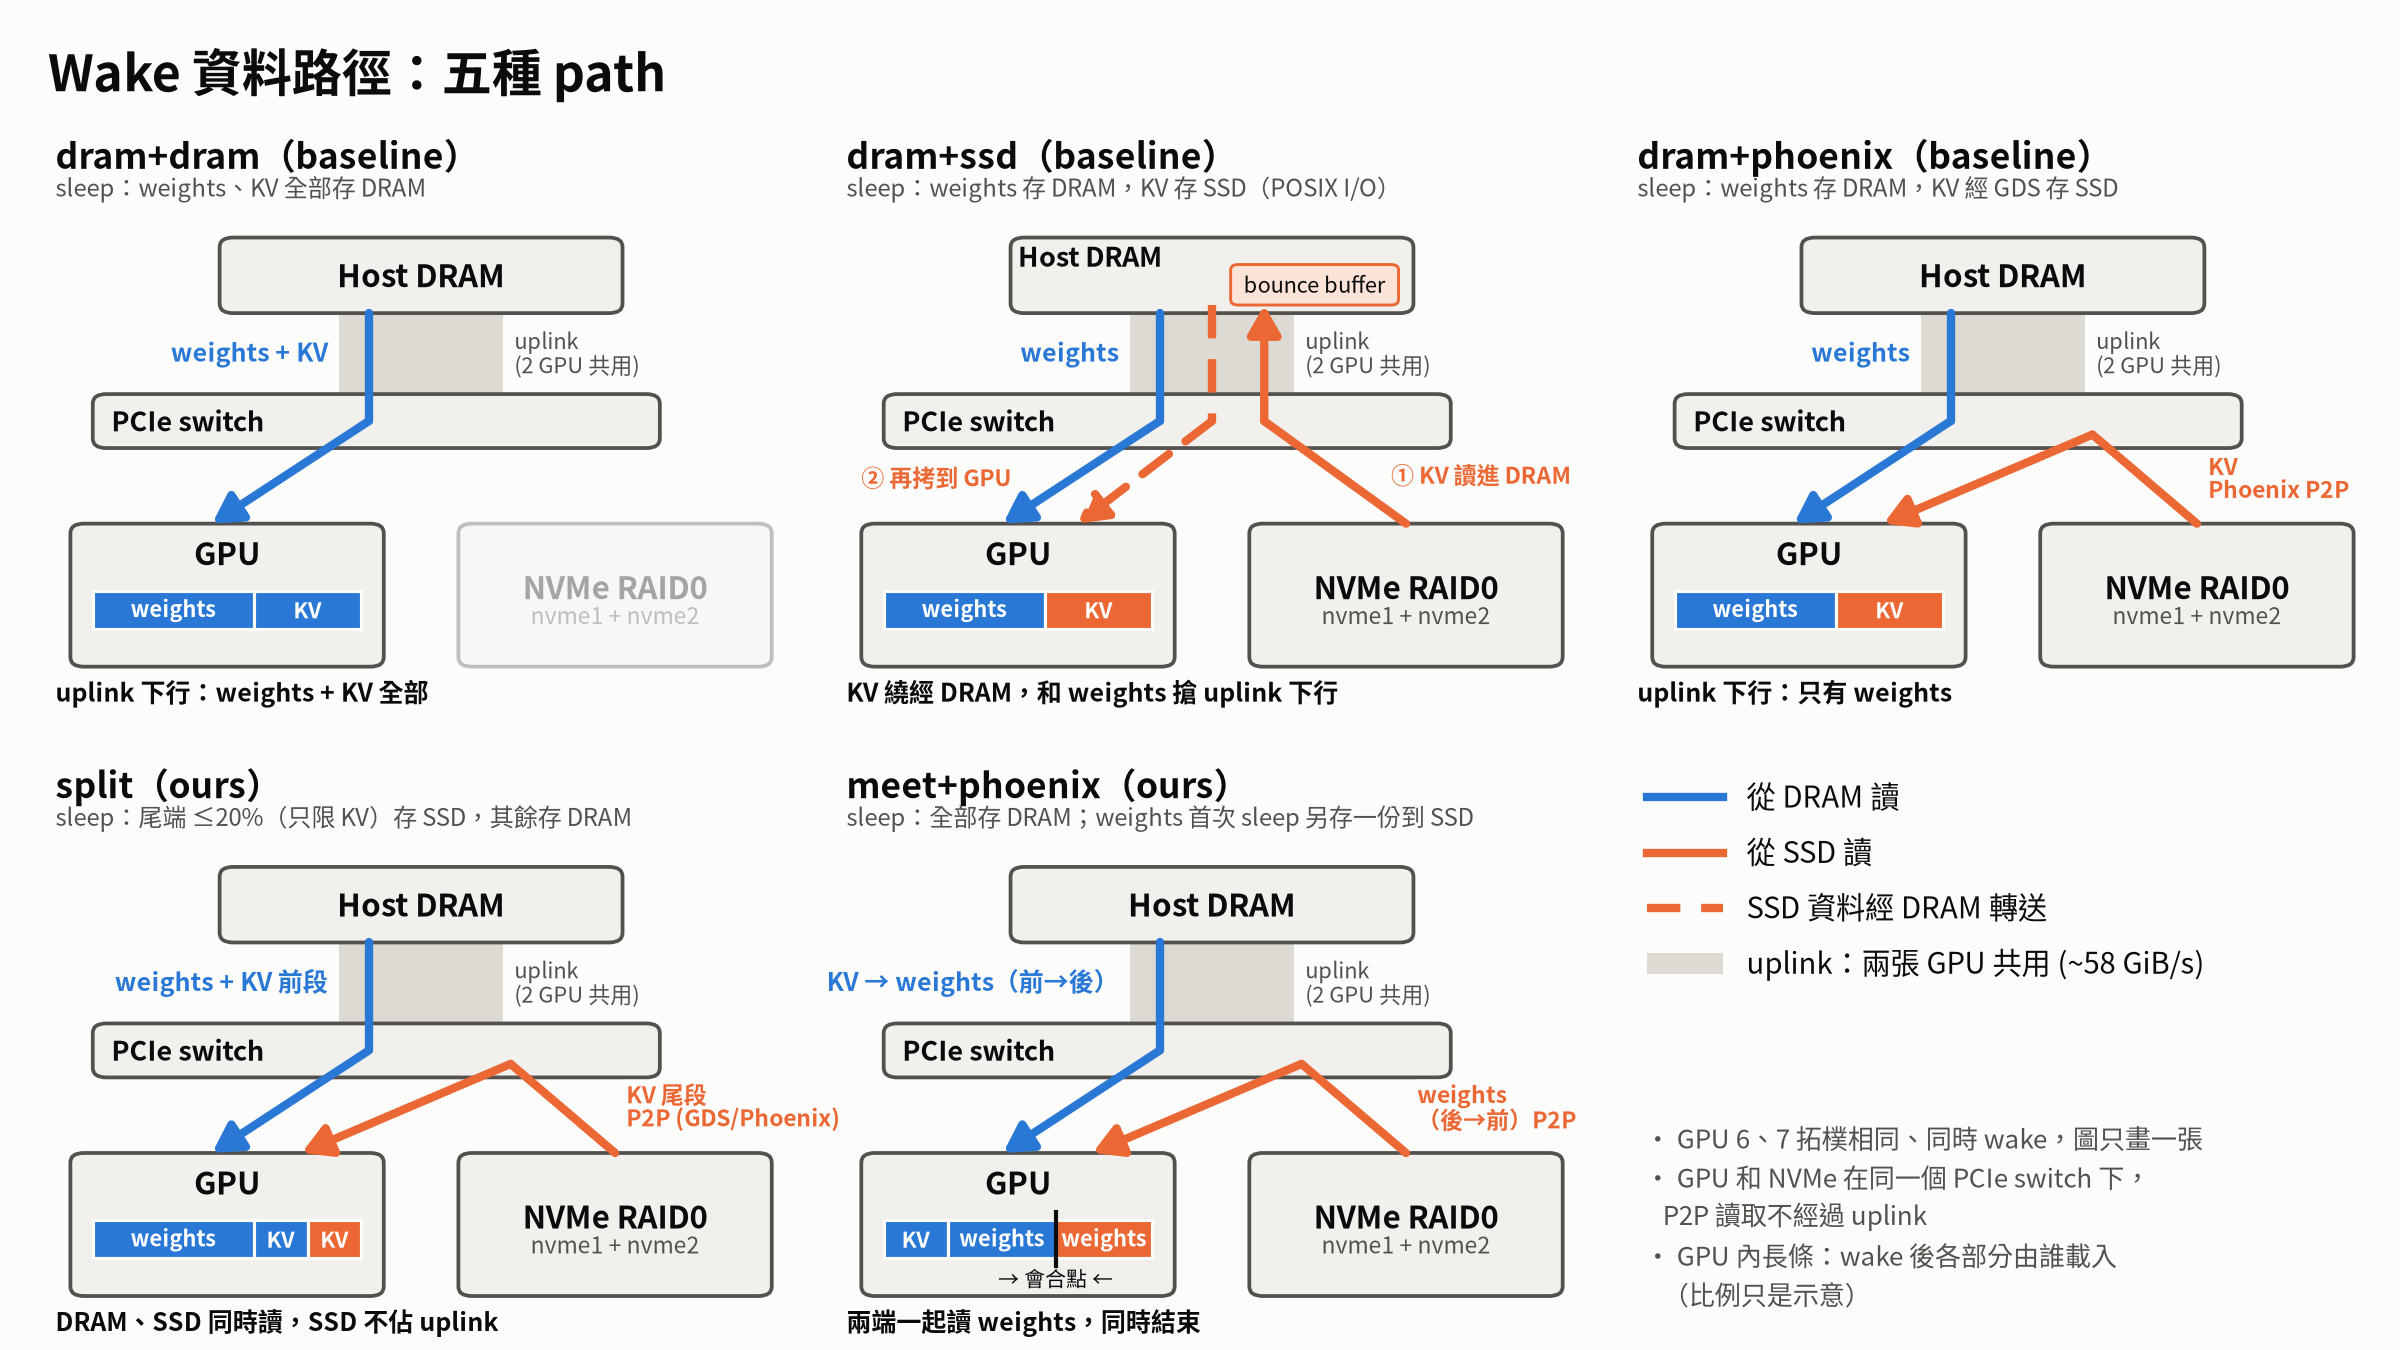 Wake 資料路徑：五種 path
dram+dram（baseline）
sleep：weights、KV 全部存 DRAM
Host DRAM
weights + KV
uplink
(2 GPU 共用)
PCIe switch
GPU
weights
KV
NVMe RAID0
nvme1 + nvme2
uplink 下行：weights + KV 全部
dram+ssd（baseline）
sleep：weights 存 DRAM，KV 存 SSD（POSIX I/O）
Host DRAM
bounce buffer
weights
uplink
(2 GPU 共用)
PCIe switch
② 再拷到 GPU
① KV 讀進 DRAM
GPU
weights
KV
NVMe RAID0
nvme1 + nvme2
KV 繞經 DRAM，和 weights 搶 uplink 下行
dram+phoenix（baseline）
sleep：weights 存 DRAM，KV 經 GDS 存 SSD
Host DRAM
weights
uplink
(2 GPU 共用)
PCIe switch
KV
Phoenix P2P
GPU
weights
KV
NVMe RAID0
nvme1 + nvme2
uplink 下行：只有 weights
split（ours）
sleep：尾端 ≤20%（只限 KV）存 SSD，其餘存 DRAM
Host DRAM
weights + KV 前段
uplink
(2 GPU 共用)
PCIe switch
KV 尾段
P2P (GDS/Phoenix)
GPU
weights
KV
KV
NVMe RAID0
nvme1 + nvme2
DRAM、SSD 同時讀，SSD 不佔 uplink
meet+phoenix（ours）
sleep：全部存 DRAM；weights 首次 sleep 另存一份到 SSD
Host DRAM
KV → weights（前→後）
uplink
(2 GPU 共用)
PCIe switch
weights
（後→前）P2P
GPU
KV
weights
weights
→ 會合點 ←
NVMe RAID0
nvme1 + nvme2
兩端一起讀 weights，同時結束
從 DRAM 讀
從 SSD 讀
SSD 資料經 DRAM 轉送
uplink：兩張 GPU 共用 (~58 GiB/s)
・ GPU 6、7 拓樸相同、同時 wake，圖只畫一張
・ GPU 和 NVMe 在同一個 PCIe switch 下，
P2P 讀取不經過 uplink
・ GPU 內長條：wake 後各部分由誰載入
（比例只是示意）